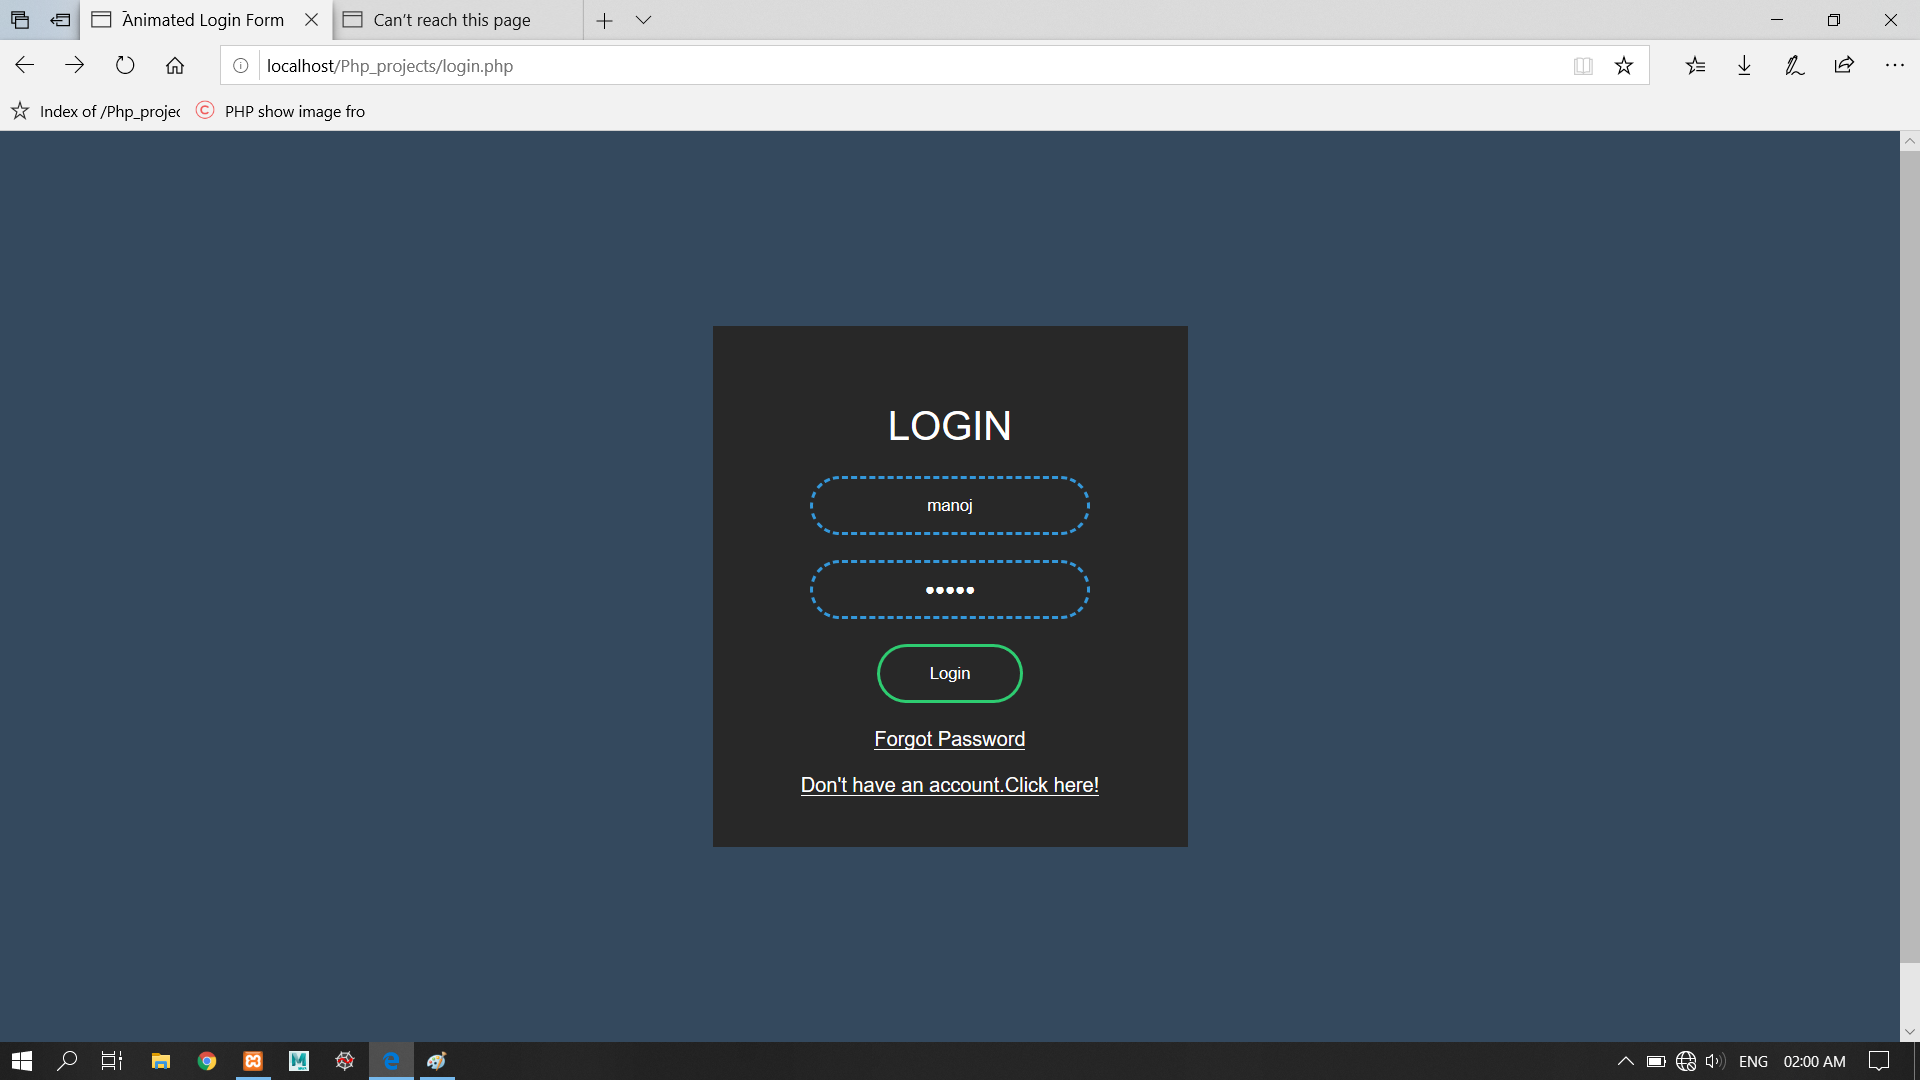 Animated Login Form
Can't reach this page
localhost/Php_projects/login.php
Index of /Php_projec
PHP show image fro
LOGIN
manoj
•••••
Login
Forgot Password
Don't have an account.Click here!
ENG
02:00 AM